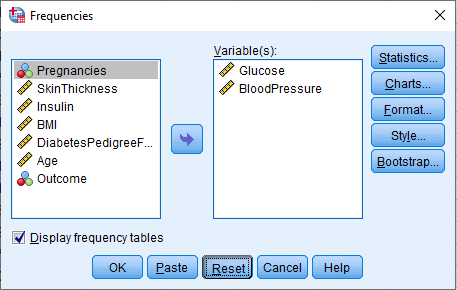 Frequencies
Variable(s):
Pregnancies
SkinThickness
Insulin
BMI
DiabetesPedigreeF...
Age
Outcome
Glucose
BloodPressure
Statistics...
Charts...
Format...
Style...
Bootstrap...
Display frequency tables
OK Paste Reset Cancel Help